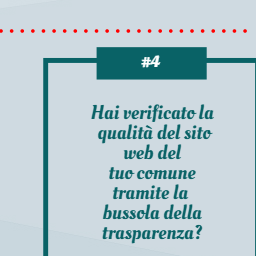 #4
Hai verificato la
qualità del sito
web del
tuo comune
tramite la
bussola della
trasparenza?